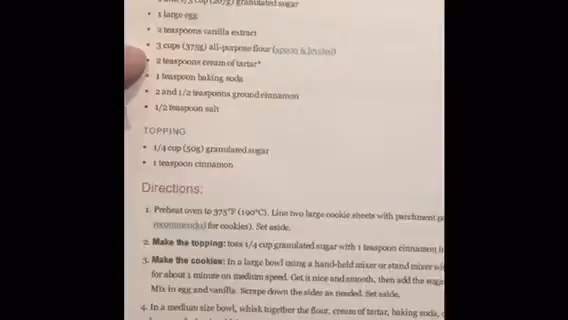 1/3 cup (267g) granulated sugar
• 1 large egg
• 2 teaspoons vanilla extract
• 3 cups (375g) all-purpose flour (spoon & leveled)
• 2 teaspoons cream of tartar*
• 1 teaspoon baking soda
• 2 and 1/2 teaspoons ground cinnamon
• 1/2 teaspoon salt
TOPPING
• 1/4 cup (50g) granulated sugar
• 1 teaspoon cinnamon
Directions:
1. Preheat oven to 375°F (190°C). Line two large cookie sheets with parchment
recommended for cookies). Set aside.
2. Make the topping: toss 1/4 cup granulated sugar with 1 teaspoon cinnamon
3. Make the cookies: In a large bowl using a hand-held mixer or stand mixer
for about 1 minute on medium speed. Get it nice and smooth, then add the
Mix in egg and vanilla. Scrape down the sides as needed. Set aside.
4. In a medium size bowl, whisk together the flour, cream of tartar, baking soda,